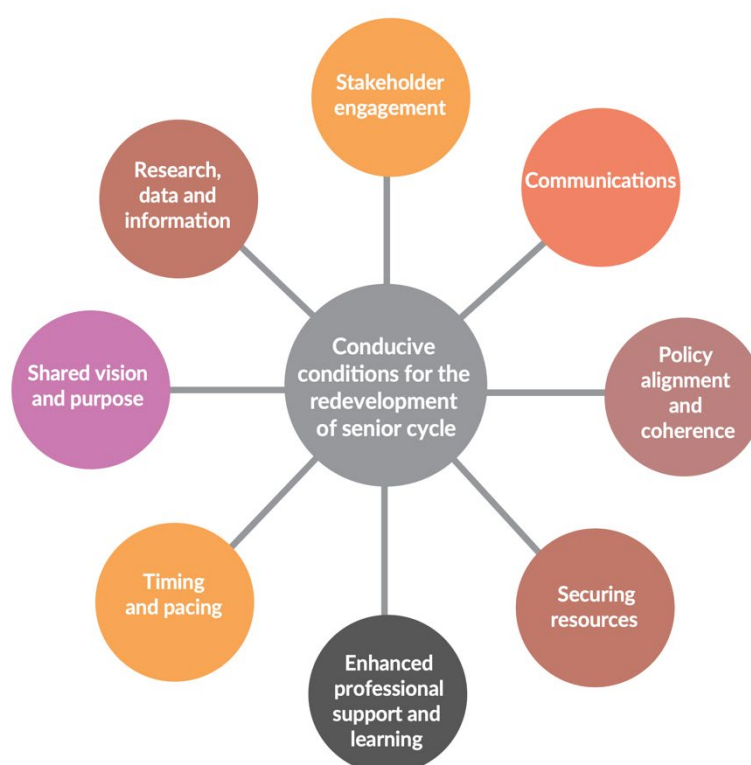 Stakeholder
engagement
Communications
Policy
alignment
and
coherence
Securing
resources
Enhanced
professional
support and
learning
Timing
and pacing
Shared vision
and purpose
Research,
data and
information
Conducive
conditions for the
redevelopment
of senior cycle